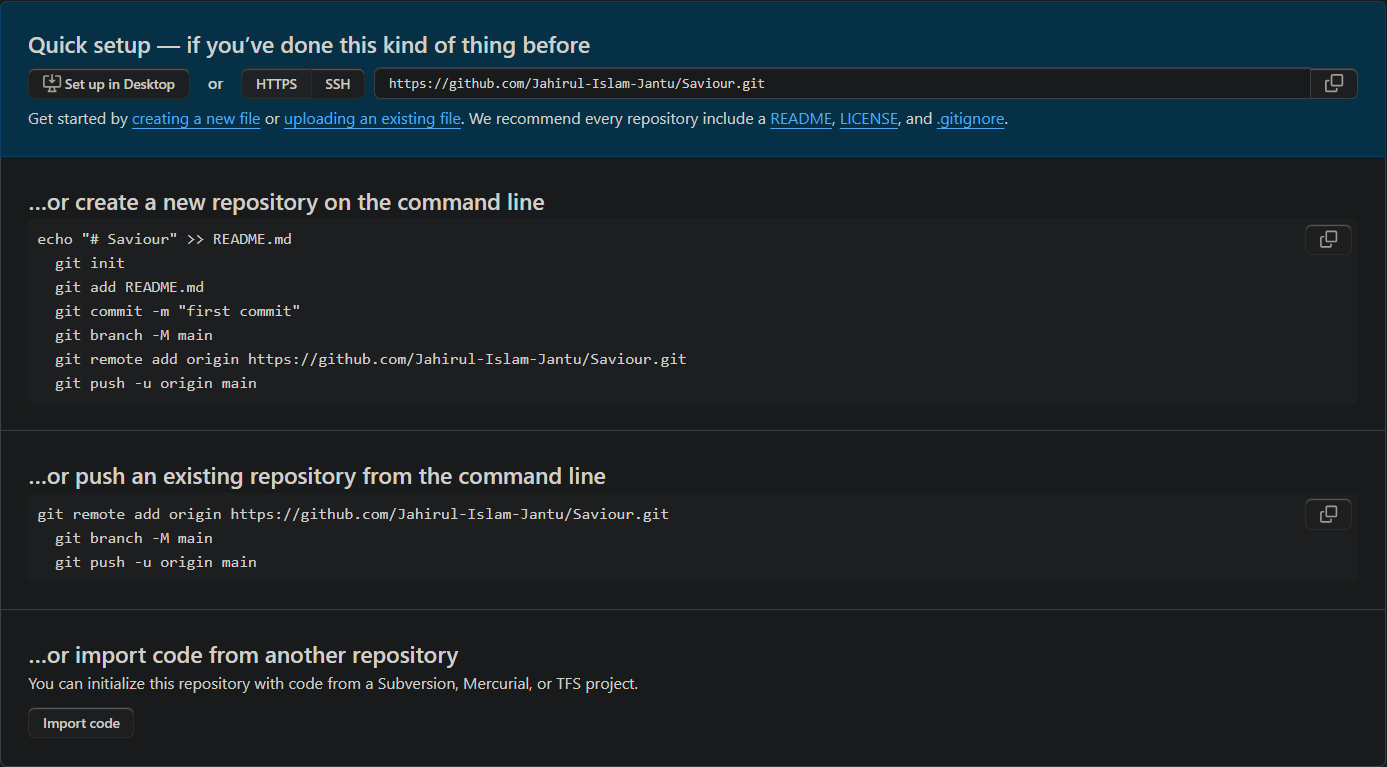 Quick setup — if you’ve done this kind of thing before
Set up in Desktop or HTTPS SSH https://github.com/Jahirul-Islam-Jantu/Saviour.git
Get started by creating a new file or uploading an existing file. We recommend every repository include a README, LICENSE, and .gitignore.
…or create a new repository on the command line
echo "# Saviour" >> README.md
git init
git add README.md
git commit -m "first commit"
git branch -M main
git remote add origin https://github.com/Jahirul-Islam-Jantu/Saviour.git
git push -u origin main
…or push an existing repository from the command line
git remote add origin https://github.com/Jahirul-Islam-Jantu/Saviour.git
git branch -M main
git push -u origin main
…or import code from another repository
You can initialize this repository with code from a Subversion, Mercurial, or TFS project.
Import code